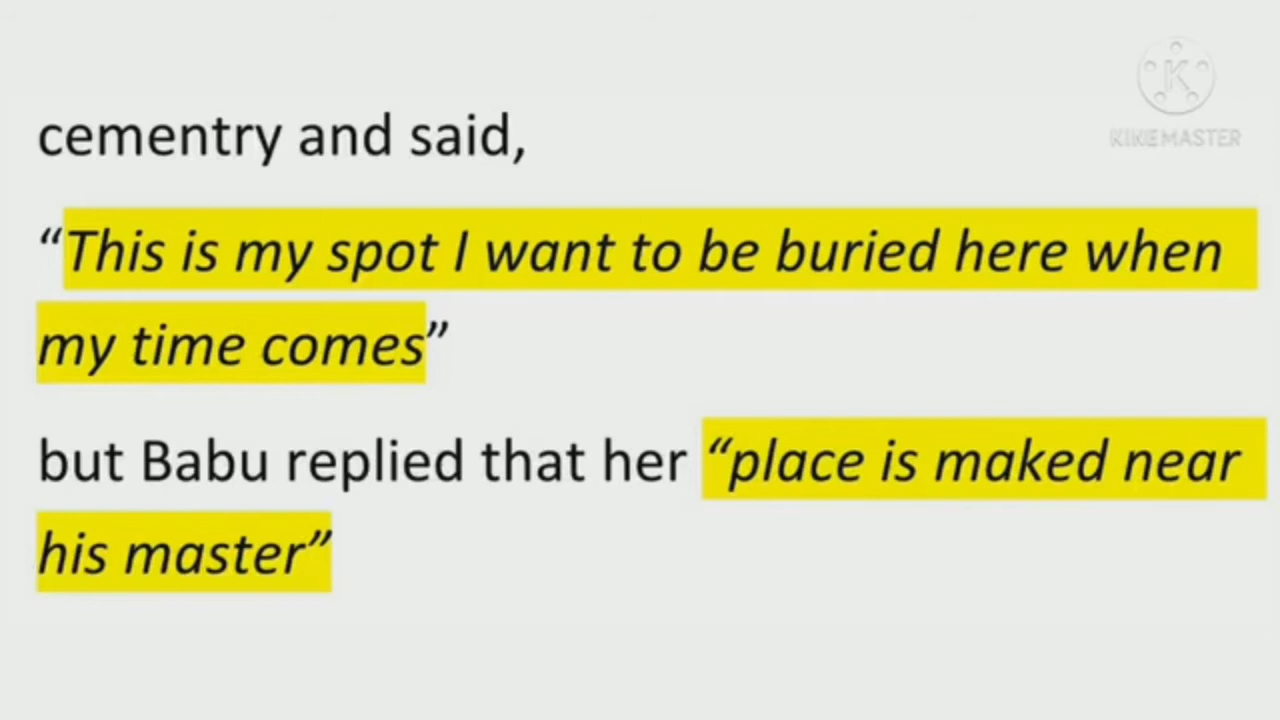 KINEMASTER
cementry and said,
“This is my spot I want to be buried here when
my time comes”
but Babu replied that her “place is maked near
his master”